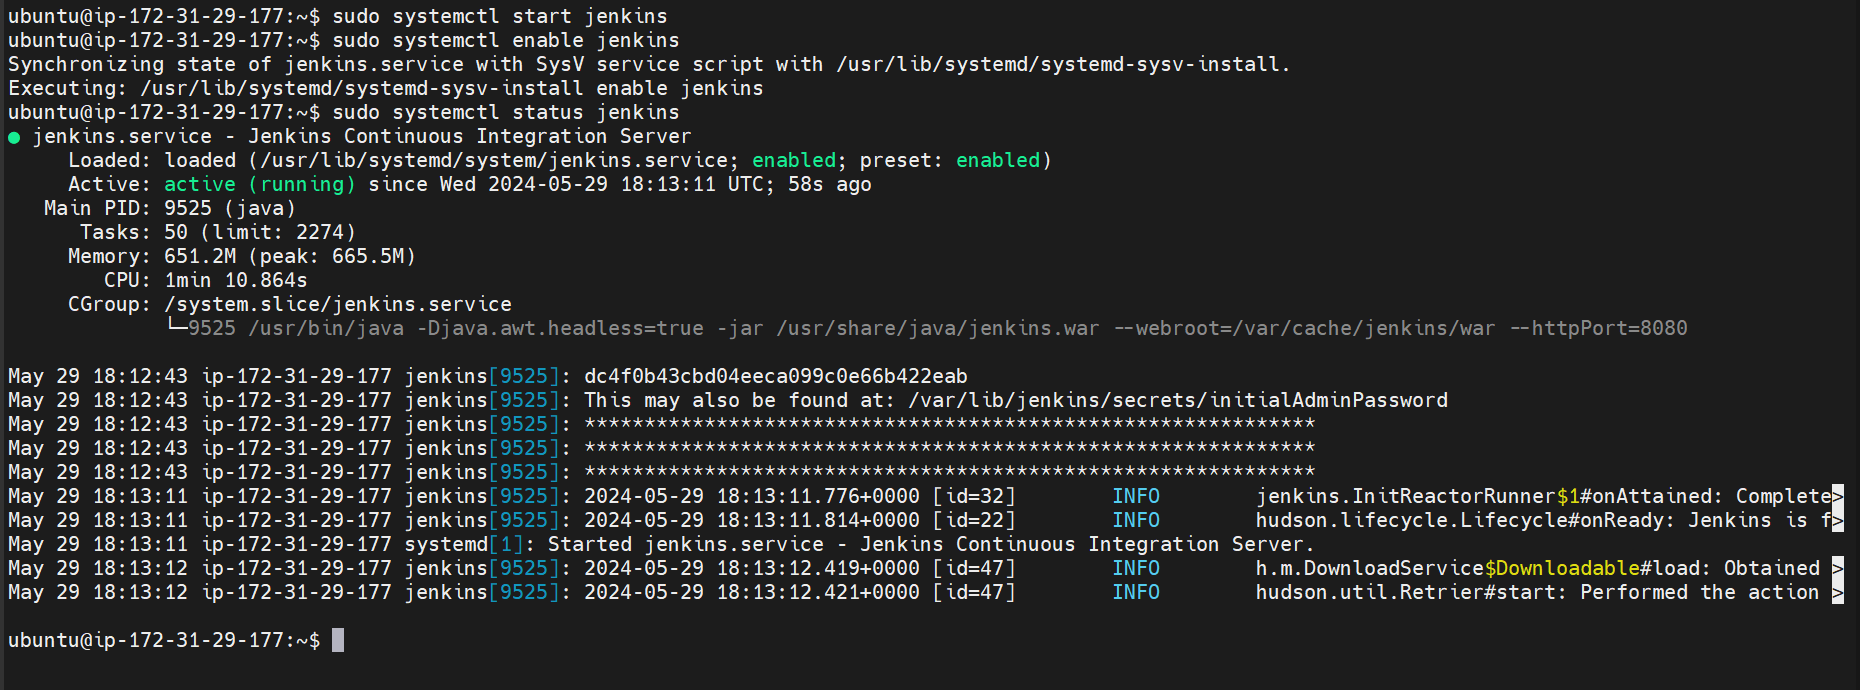 ubuntu@ip-172-31-29-177:~$ sudo systemctl start jenkins
ubuntu@ip-172-31-29-177:~$ sudo systemctl enable jenkins
Synchronizing state of jenkins.service with SysV service script with /usr/lib/systemd/systemd-sysv-install.
Executing: /usr/lib/systemd/systemd-sysv-install enable jenkins
ubuntu@ip-172-31-29-177:~$ sudo systemctl status jenkins
● jenkins.service - Jenkins Continuous Integration Server
     Loaded: loaded (/usr/lib/systemd/system/jenkins.service; enabled; preset: enabled)
     Active: active (running) since Wed 2024-05-29 18:13:11 UTC; 58s ago
   Main PID: 9525 (java)
      Tasks: 50 (limit: 2274)
     Memory: 651.2M (peak: 665.5M)
        CPU: 1min 10.864s
     CGroup: /system.slice/jenkins.service
             └─9525 /usr/bin/java -Djava.awt.headless=true -jar /usr/share/java/jenkins.war --webroot=/var/cache/jenkins/war --httpPort=8080
May 29 18:12:43 ip-172-31-29-177 jenkins[9525]: dc4f0b43cbd04eeca099c0e66b422eab
May 29 18:12:43 ip-172-31-29-177 jenkins[9525]: This may also be found at: /var/lib/jenkins/secrets/initialAdminPassword
May 29 18:12:43 ip-172-31-29-177 jenkins[9525]: *************************************************************
May 29 18:12:43 ip-172-31-29-177 jenkins[9525]: *************************************************************
May 29 18:12:43 ip-172-31-29-177 jenkins[9525]: *************************************************************
May 29 18:13:11 ip-172-31-29-177 jenkins[9525]: 2024-05-29 18:13:11.776+0000 [id=32]        INFO        jenkins.InitReactorRunner$1#onAttained: Complete>
May 29 18:13:11 ip-172-31-29-177 jenkins[9525]: 2024-05-29 18:13:11.814+0000 [id=22]        INFO        hudson.lifecycle.Lifecycle#onReady: Jenkins is f>
May 29 18:13:11 ip-172-31-29-177 systemd[1]: Started jenkins.service - Jenkins Continuous Integration Server.
May 29 18:13:12 ip-172-31-29-177 jenkins[9525]: 2024-05-29 18:13:12.419+0000 [id=47]        INFO        h.m.DownloadService$Downloadable#load: Obtained >
May 29 18:13:12 ip-172-31-29-177 jenkins[9525]: 2024-05-29 18:13:12.421+0000 [id=47]        INFO        hudson.util.Retrier#start: Performed the action >
ubuntu@ip-172-31-29-177:~$